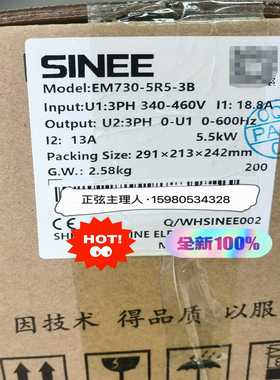 SINEE
Model:EM730-5R5-3B
Input:U1:3PH 340-460V I1: 18.8A
Output: U2:3PH 0-U1 0-600Hz
I2: 13A 5.5kW
Packing Size: 291×213×242mm
G.W.: 2.58kg 200
正弦主理人·15980534328
CE Q/WHSINEE002
HOT!
全新100%
因技术 得品质 以服